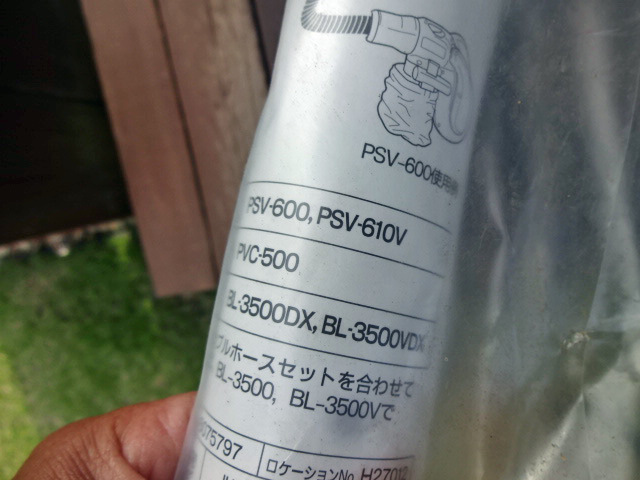 PSV-600使用
PSV-600, PSV-610V
PVC-500
BL-3500DX, BL-3500VDX
ブルホースセットを合わせて
BL-3500, BL-3500Vで
75797
ロケーションNo. H27012